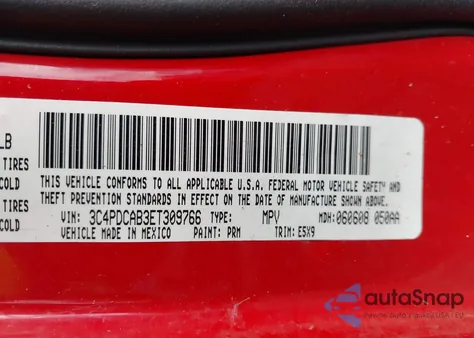 LB
TIRES
COLD
TIRES
COLD
THIS VEHICLE CONFORMS TO ALL APPLICABLE U.S.A. FEDERAL MOTOR VEHICLE SAFETY AND
THEFT PREVENTION STANDARDS IN EFFECT ON THE DATE OF MANUFACTURE SHOWN ABOVE.
VIN: 3C4PDCAB3ET309766 TYPE: MPV MDH: 060608 050AA
VEHICLE MADE IN MEXICO PAINT: PRM TRIM: E5X9
autoSnap